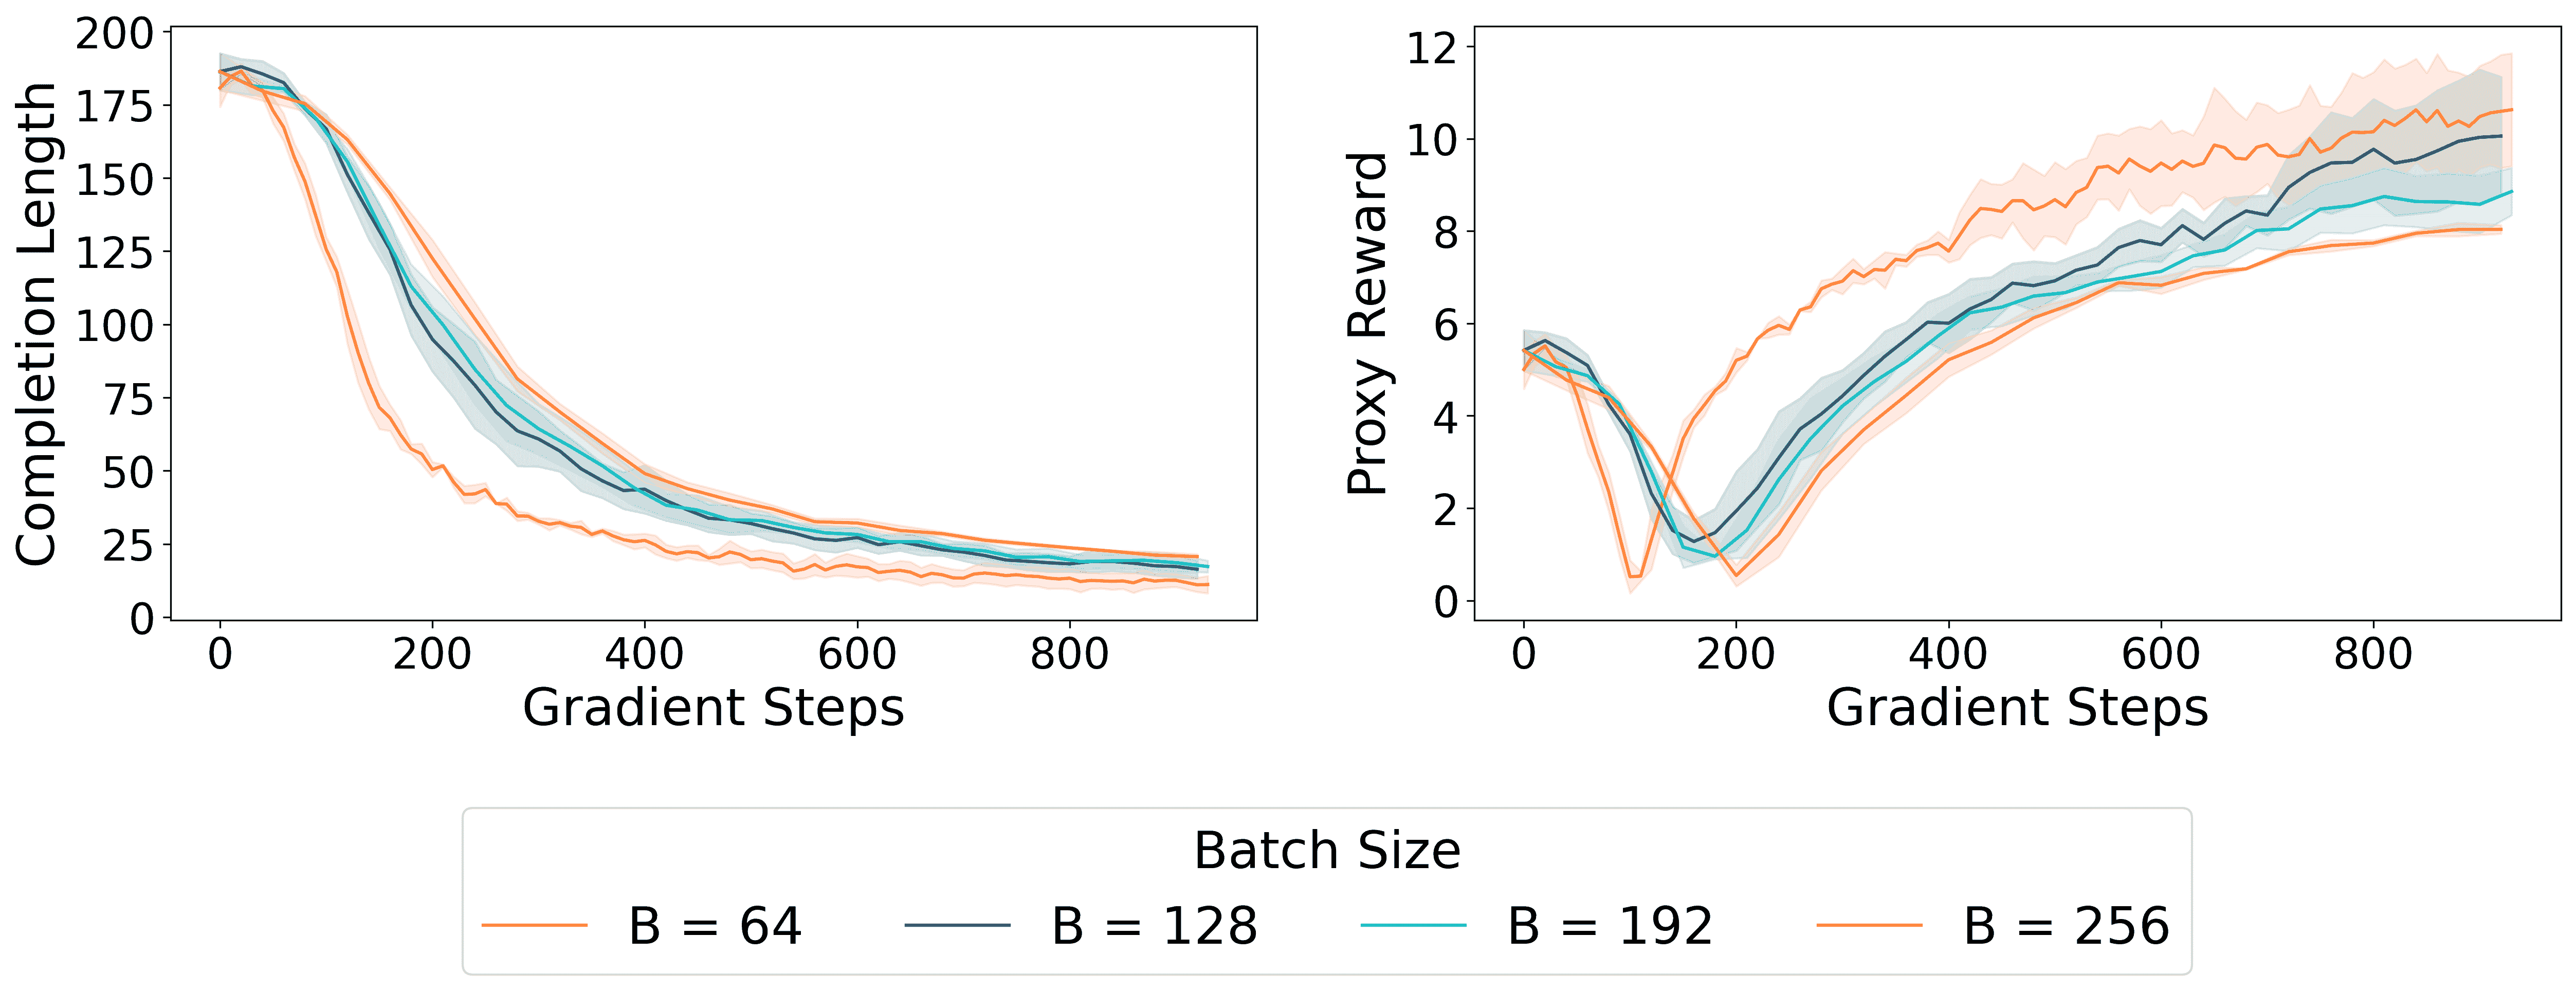 200
175
150
125
100
75
50
25
0
Completion Length
0 200 400 600 800
Gradient Steps
12
10
8
6
4
2
0
Proxy Reward
0 200 400 600 800
Gradient Steps
Batch Size
B = 64 B = 128 B = 192 B = 256